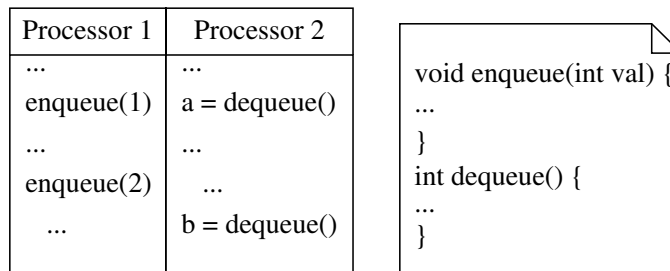 Processor 1 Processor 2
... ...
enqueue(1) a = dequeue()
... ...
enqueue(2) ...
... b = dequeue()
void enqueue(int val) {
...
}
int dequeue() {
...
}